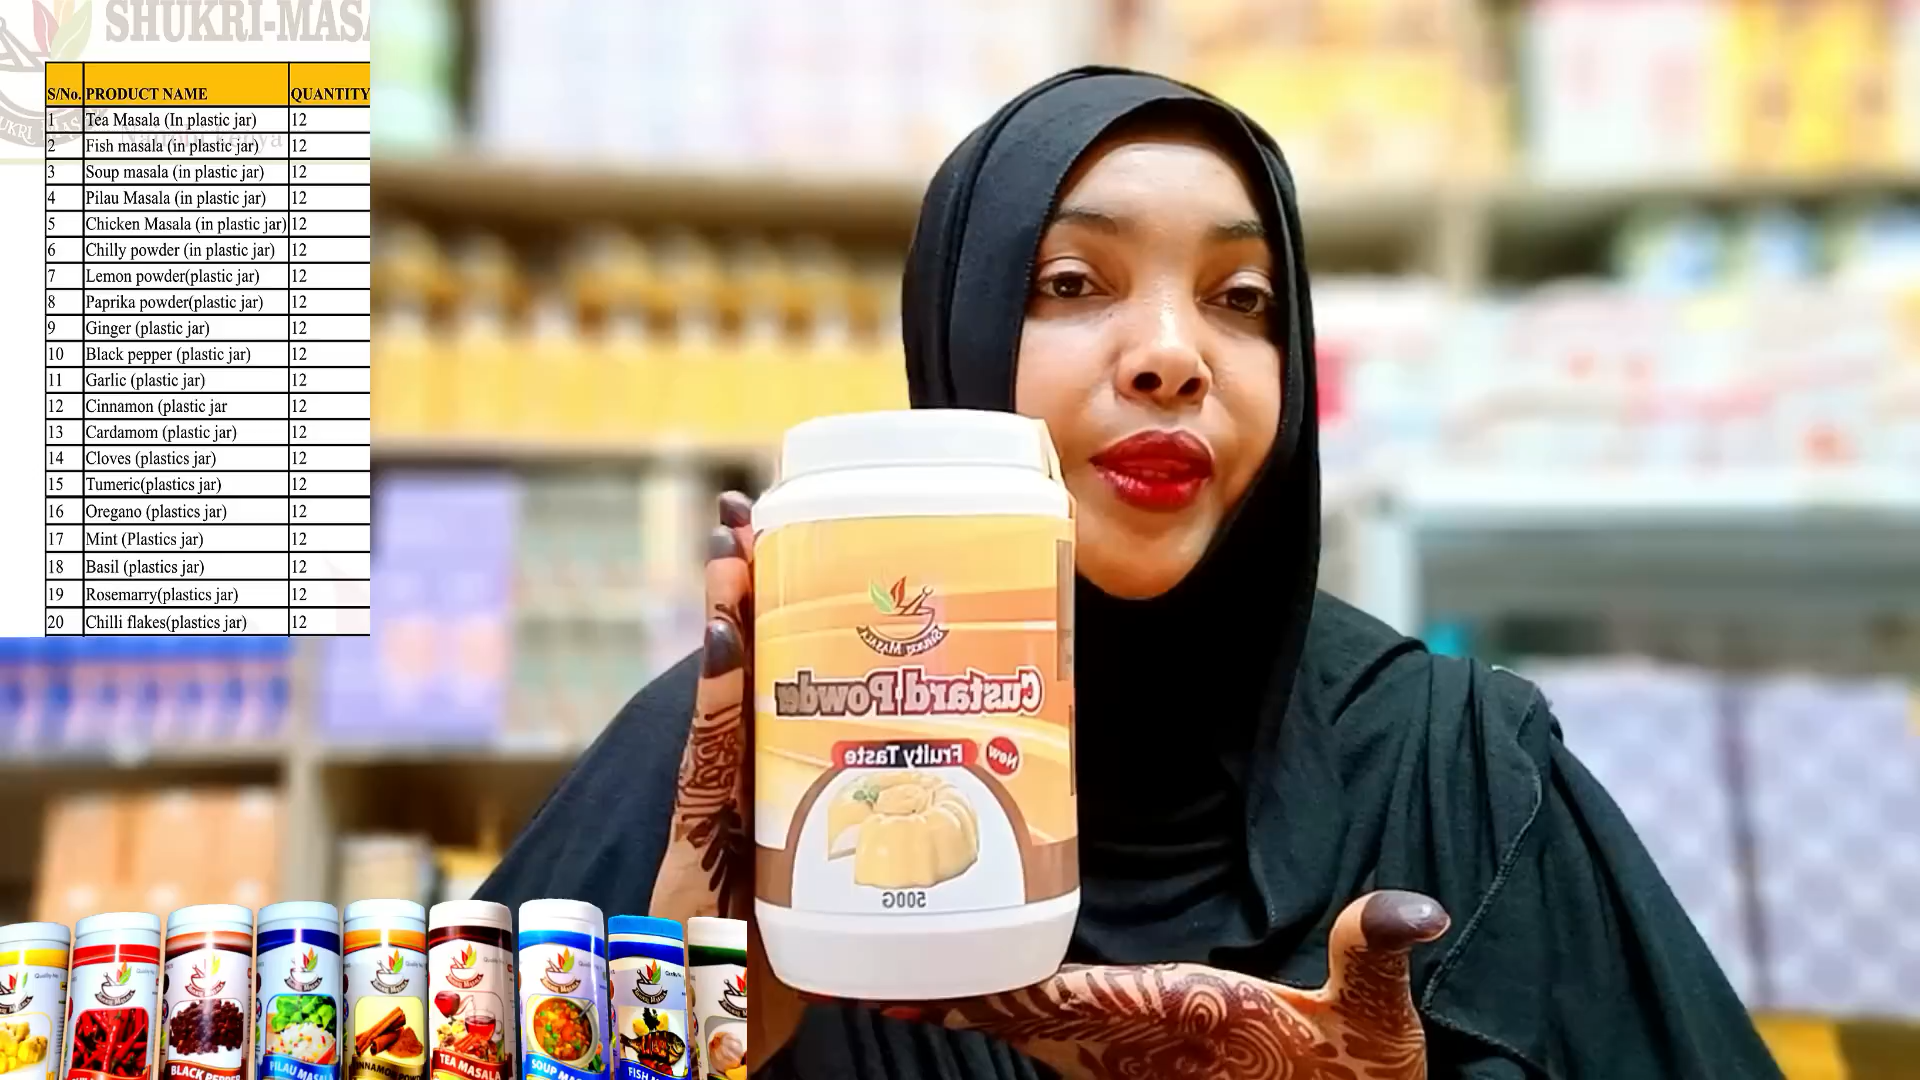 SHUKRI-MASA
S/No. PRODUCT NAME QUANTITY
1 Tea Masala (In plastic jar) 12
2 Fish masala (in plastic jar) 12
3 Soup masala (in plastic jar) 12
4 Pilau Masala (in plastic jar) 12
5 Chicken Masala (in plastic jar) 12
6 Chilly powder (in plastic jar) 12
7 Lemon powder(plastic jar) 12
8 Paprika powder(plastic jar) 12
9 Ginger (plastic jar) 12
10 Black pepper (plastic jar) 12
11 Garlic (plastic jar) 12
12 Cinnamon (plastic jar 12
13 Cardamom (plastic jar) 12
14 Cloves (plastics jar) 12
15 Tumeric(plastics jar) 12
16 Oregano (plastics jar) 12
17 Mint (Plastics jar) 12
18 Basil (plastics jar) 12
19 Rosemarry(plastics jar) 12
20 Chilli flakes(plastics jar) 12
SHUKRI MASALA
Custard Powder
Fruity Taste New
500G
BLACK PEPPER
PILAU MASALA
TEA MASALA
SOUP MAS
FISH